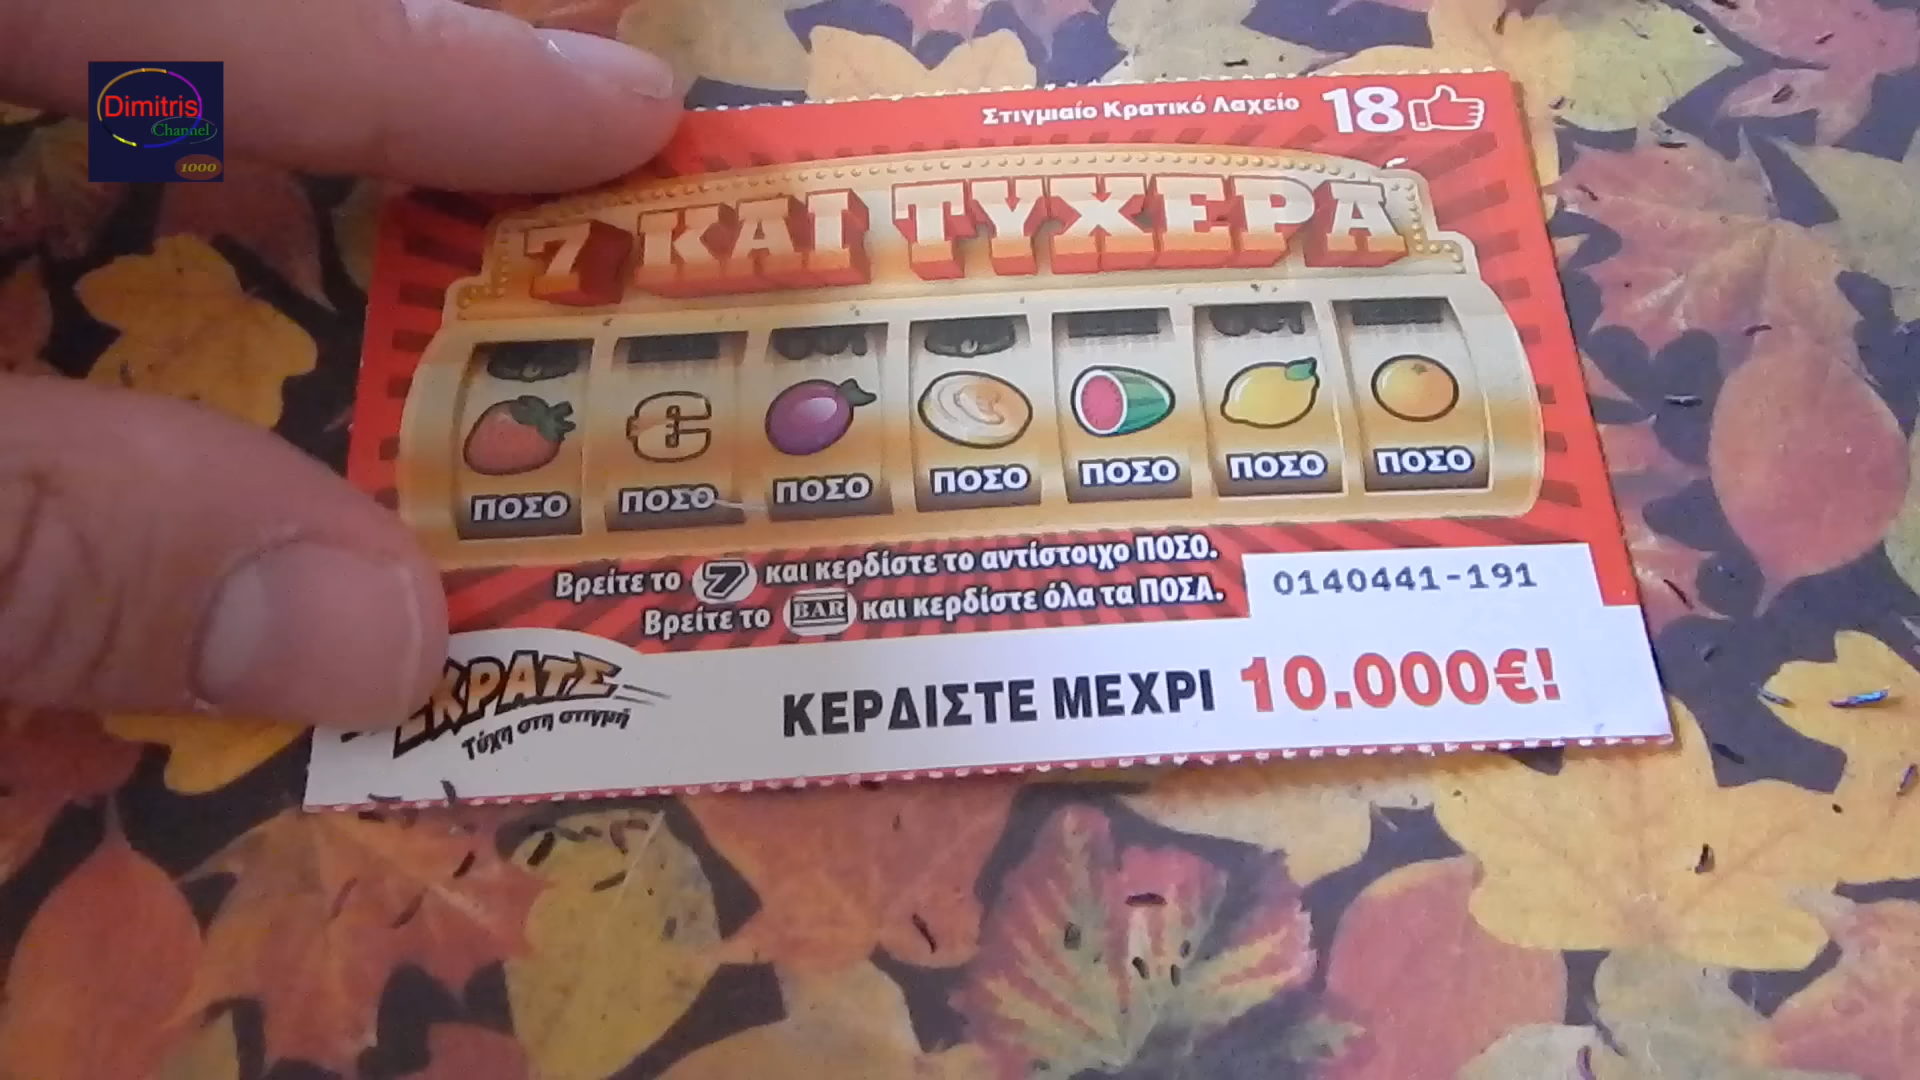 Dimitris
Channel
1000
Στιγμιαίο Κρατικό Λαχείο 18
7 ΚΑΙ ΤΥΧΕΡΑ
ΠΟΣΟ ΠΟΣΟ ΠΟΣΟ ΠΟΣΟ ΠΟΣΟ ΠΟΣΟ ΠΟΣΟ
Βρείτε το 7 και κερδίστε το αντίστοιχο ΠΟΣΟ.
Βρείτε το BAR και κερδίστε όλα τα ΠΟΣΑ.
0140441-191
ΣΚΡΑΤΣ
Τύχη στη στιγμή
ΚΕΡΔΙΣΤΕ ΜΕΧΡΙ 10.000€!